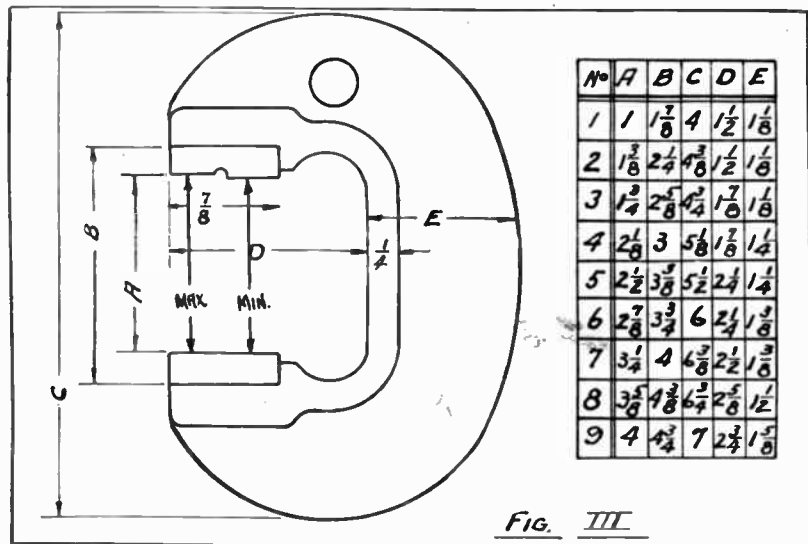 7/8
E
D
1/4
B
A
MAX
MIN.
C
No A B C D E
1 1 1 7/8 4 1 1/2 1 1/8
2 1 3/8 2 1/4 4 3/8 1 1/2 1 1/8
3 1 3/4 2 5/8 4 3/4 1 7/8 1 1/8
4 2 1/8 3 5 1/8 1 7/8 1 1/4
5 2 1/2 3 3/8 5 1/2 2 1/4 1 1/4
6 2 7/8 3 3/4 6 2 1/4 1 3/8
7 3 1/4 4 6 3/8 2 1/2 1 3/8
8 3 5/8 4 3/8 6 3/4 2 5/8 1 1/2
9 4 4 3/4 7 2 3/4 1 5/8
FIG. III